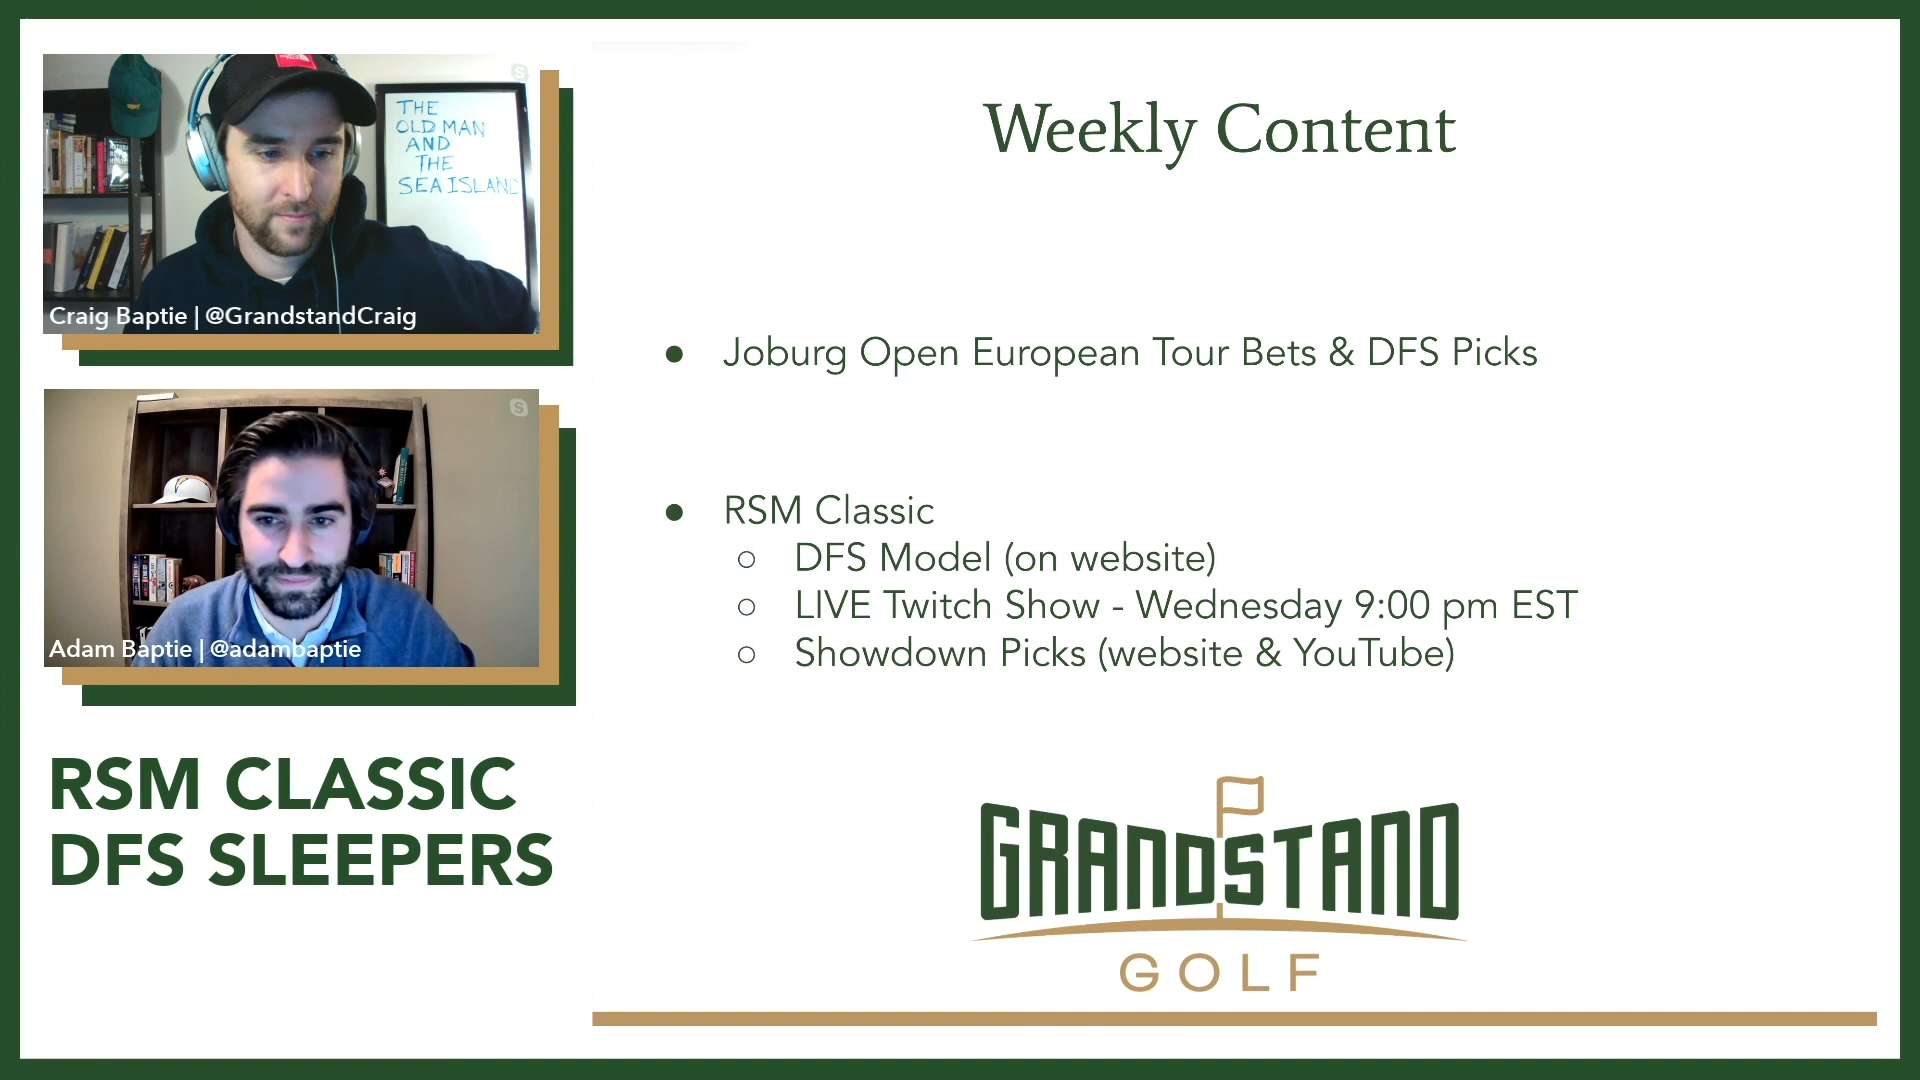 THE
OLD MAN
AND
THE
SEA ISLAND
Craig Baptie | @GrandstandCraig
Adam Baptie | @adambaptie
RSM CLASSIC
DFS SLEEPERS
Weekly Content
● Joburg Open European Tour Bets & DFS Picks
● RSM Classic
○ DFS Model (on website)
○ LIVE Twitch Show - Wednesday 9:00 pm EST
○ Showdown Picks (website & YouTube)
GRANDSTAND
GOLF